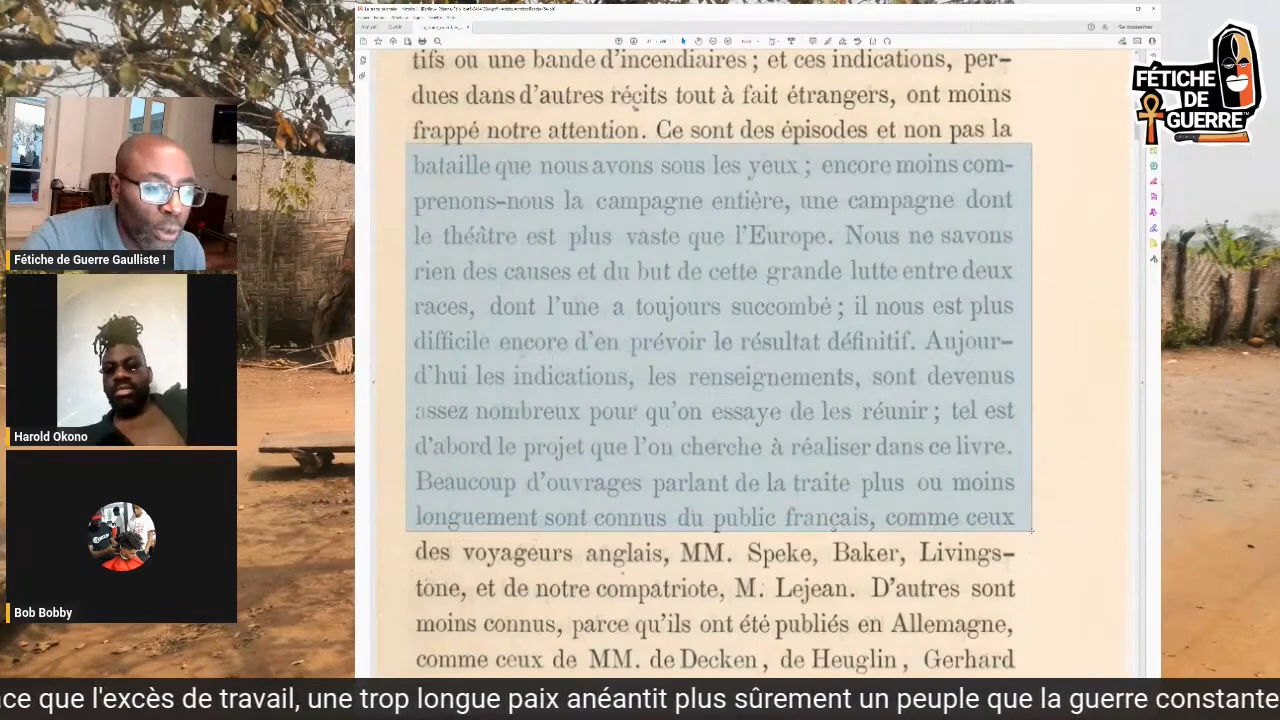 FÉTICHE
DE
GUERRE
Se connecter
tifs ou une bande d'incendiaires ; et ces indications, per-
dues dans d'autres récits tout à fait étrangers, ont moins
frappé notre attention. Ce sont des épisodes et non pas la
bataille que nous avons sous les yeux ; encore moins com-
prenons-nous la campagne entière, une campagne dont
le théâtre est plus vaste que l'Europe. Nous ne savons
rien des causes et du but de cette grande lutte entre deux
races, dont l'une a toujours succombé ; il nous est plus
difficile encore d'en prévoir le résultat définitif. Aujour-
d'hui les indications, les renseignements, sont devenus
assez nombreux pour qu'on essaye de les réunir ; tel est
d'abord le projet que l'on cherche à réaliser dans ce livre.
Beaucoup d'ouvrages parlant de la traite plus ou moins
longuement sont connus du public français, comme ceux
des voyageurs anglais, MM. Speke, Baker, Livings-
tone, et de notre compatriote, M. Lejean. D'autres sont
moins connus, parce qu'ils ont été publiés en Allemagne,
comme ceux de MM. de Decken, de Heuglin, Gerhard
Fétiche de Guerre Gaulliste !
Harold Okono
Bob Bobby
ce que l'excès de travail, une trop longue paix anéantit plus sûrement un peuple que la guerre constante